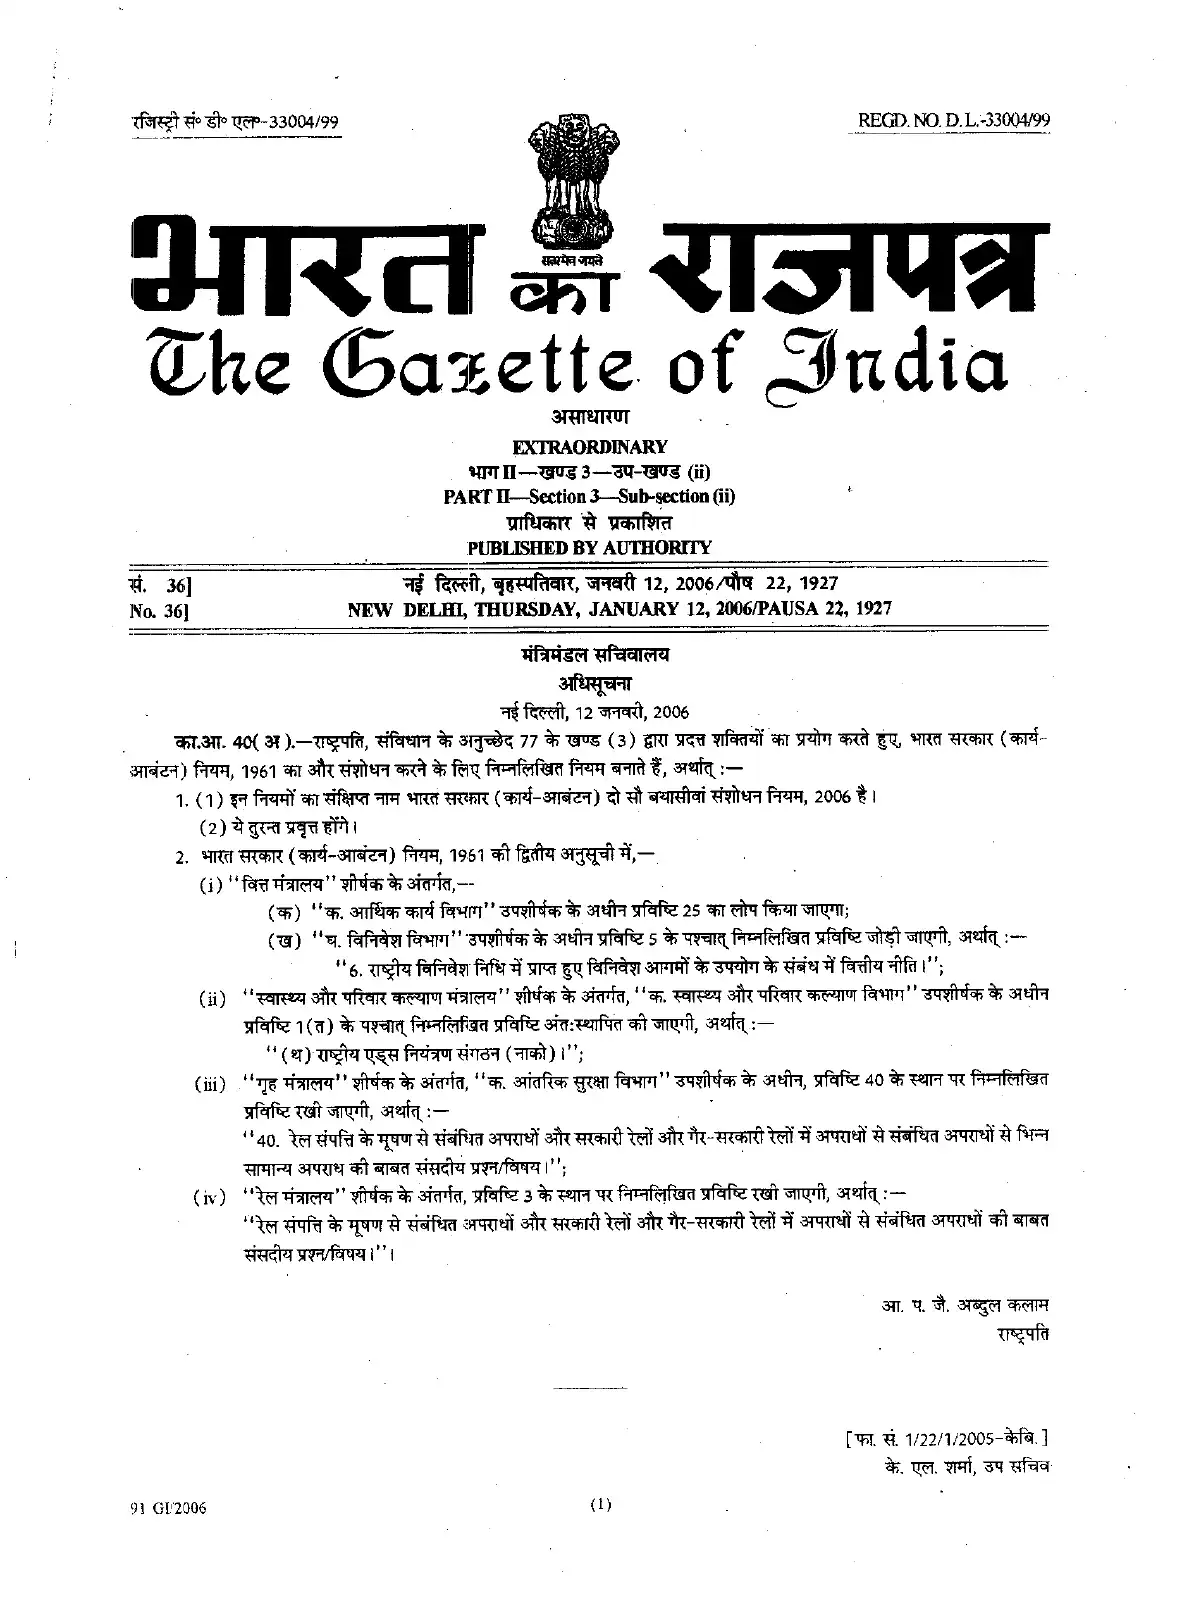 रजिस्ट्री सं॰ डी॰ एल॰-33004/99
REGD. NO. D. L.-33004/99
सत्यमेव जयते
भारत का राजपत्र
The Gazette of India
असाधारण
EXTRAORDINARY
भाग II—खण्ड 3—उप-खण्ड (ii)
PART II—Section 3—Sub-section (ii)
प्राधिकार से प्रकाशित
PUBLISHED BY AUTHORITY
सं. 36] नई दिल्ली, बृहस्पतिवार, जनवरी 12, 2006/पौष 22, 1927
No. 36] NEW DELHI, THURSDAY, JANUARY 12, 2006/PAUSA 22, 1927
मंत्रिमंडल सचिवालय
अधिसूचना
नई दिल्ली, 12 जनवरी, 2006
का.आ. 40( अ ).—राष्ट्रपति, संविधान के अनुच्छेद 77 के खण्ड (3) द्वारा प्रदत्त शक्तियों का प्रयोग करते हुए, भारत सरकार (कार्य-
आबंटन) नियम, 1961 का और संशोधन करने के लिए निम्नलिखित नियम बनाते हैं, अर्थात् :—
1. (1) इन नियमों का संक्षिप्त नाम भारत सरकार (कार्य-आबंटन) दो सौ बयासीवां संशोधन नियम, 2006 है।
(2) ये तुरन्त प्रवृत्त होंगे।
2. भारत सरकार (कार्य-आबंटन) नियम, 1961 की द्वितीय अनुसूची में,—
(i) ''वित्त मंत्रालय'' शीर्षक के अंतर्गत,—
(क) ''क. आर्थिक कार्य विभाग'' उपशीर्षक के अधीन प्रविष्टि 25 का लोप किया जाएगा;
(ख) ''घ. विनिवेश विभाग'' उपशीर्षक के अधीन प्रविष्टि 5 के पश्चात् निम्नलिखित प्रविष्टि जोड़ी जाएगी, अर्थात् :—
''6. राष्ट्रीय विनिवेश निधि में प्राप्त हुए विनिवेश आगमों के उपयोग के संबंध में वित्तीय नीति।'';
(ii) ''स्वास्थ्य और परिवार कल्याण मंत्रालय'' शीर्षक के अंतर्गत, ''क. स्वास्थ्य और परिवार कल्याण विभाग'' उपशीर्षक के अधीन
प्रविष्टि 1(त) के पश्चात् निम्नलिखित प्रविष्टि अंत:स्थापित की जाएगी, अर्थात् :—
''(थ) राष्ट्रीय एड्स नियंत्रण संगठन (नाको)।'';
(iii) ''गृह मंत्रालय'' शीर्षक के अंतर्गत, ''क. आंतरिक सुरक्षा विभाग'' उपशीर्षक के अधीन, प्रविष्टि 40 के स्थान पर निम्नलिखित
प्रविष्टि रखी जाएगी, अर्थात् :—
''40. रेल संपत्ति के मूषण से संबंधित अपराधों और सरकारी रेलों और गैर-सरकारी रेलों में अपराधों से संबंधित अपराधों से भिन्न
सामान्य अपराध की बाबत संसदीय प्रश्न/विषय।'';
(iv) ''रेल मंत्रालय'' शीर्षक के अंतर्गत, प्रविष्टि 3 के स्थान पर निम्नलिखित प्रविष्टि रखी जाएगी, अर्थात् :—
''रेल संपत्ति के मूषण से संबंधित अपराधों और सरकारी रेलों और गैर-सरकारी रेलों में अपराधों से संबंधित अपराधों की बाबत
संसदीय प्रश्न/विषय।''।
आ. प. जै. अब्दुल कलाम
राष्ट्रपति
[फा. सं. 1/22/1/2005-केबि.]
के. एल. शर्मा, उप सचिव
91 GI/2006
(1)